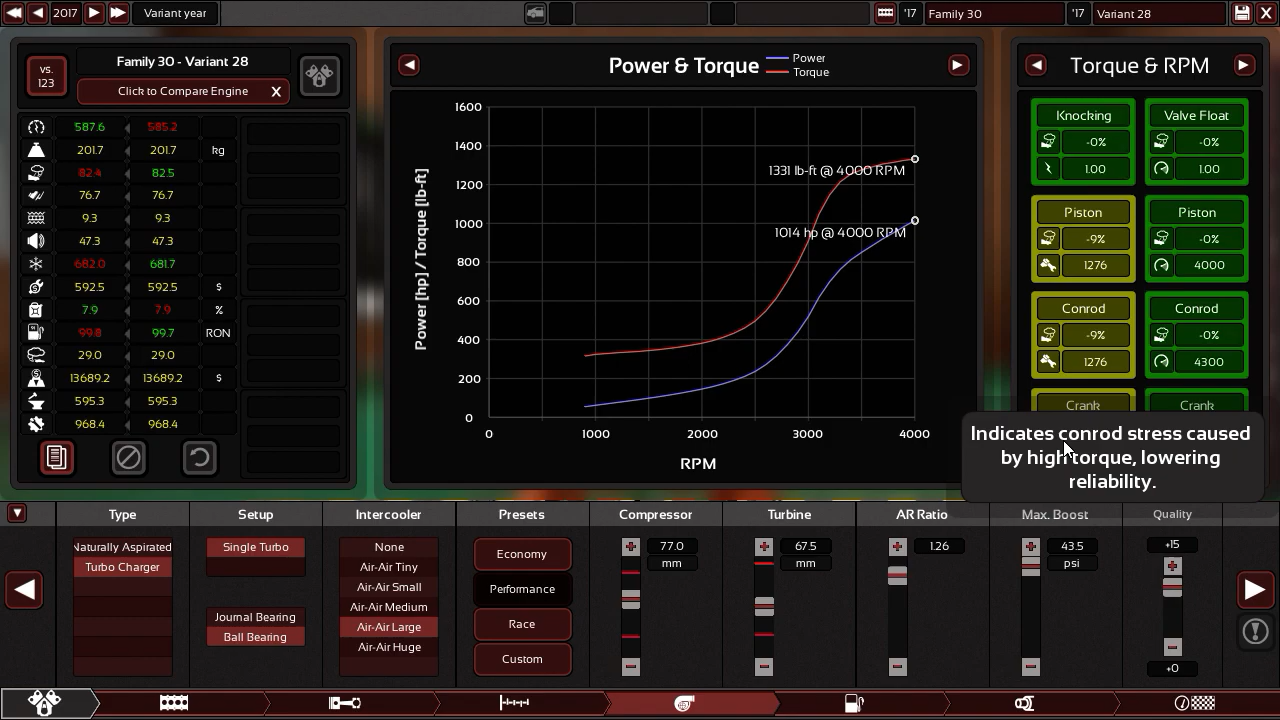 2017
Variant year
'17
Family 30
'17
Variant 28
vs.
123
Family 30 - Variant 28
Click to Compare Engine X
587.6 585.2
201.7 201.7 kg
82.4 82.5
76.7 76.7
9.3 9.3
47.3 47.3
682.0 681.7
592.5 592.5 $
7.9 7.9 %
99.8 99.7 RON
29.0 29.0
13689.2 13689.2 $
595.3 595.3
968.4 968.4
Power & Torque
Power
Torque
Power [hp] / Torque [lb-ft]
1600
1400
1200
1000
800
600
400
200
0
1331 lb-ft @ 4000 RPM
1014 hp @ 4000 RPM
0 1000 2000 3000 4000
RPM
Torque & RPM
Knocking Valve Float
-0% -0%
1.00 1.00
Piston Piston
-9% -0%
1276 4000
Conrod Conrod
-9% -0%
1276 4300
Crank Crank
Indicates conrod stress caused
by high torque, lowering
reliability.
Type
Naturally Aspirated
Turbo Charger
Setup
Single Turbo
Journal Bearing
Ball Bearing
Intercooler
None
Air-Air Tiny
Air-Air Small
Air-Air Medium
Air-Air Large
Air-Air Huge
Presets
Economy
Performance
Race
Custom
Compressor
77.0
mm
Turbine
67.5
mm
AR Ratio
1.26
Max. Boost
43.5
psi
Quality
+15
+0